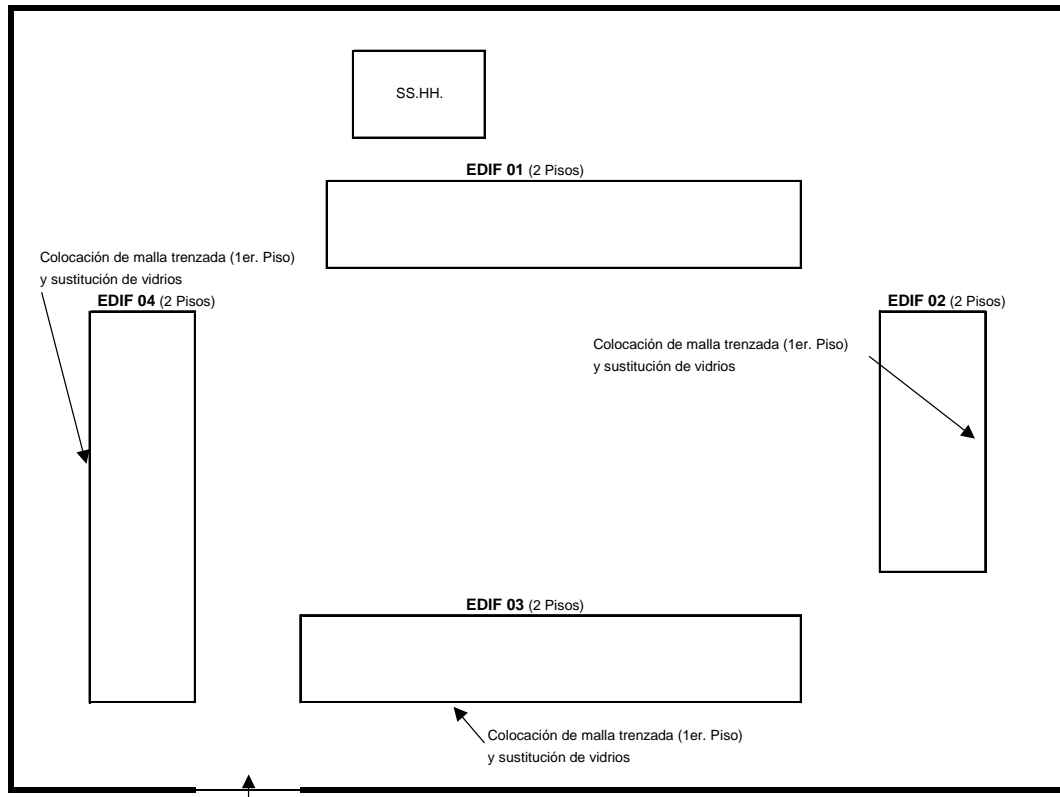 SS.HH.
EDIF 01 (2 Pisos)
Colocación de malla trenzada (1er. Piso)
y sustitución de vidrios
EDIF 04 (2 Pisos)
EDIF 02 (2 Pisos)
Colocación de malla trenzada (1er. Piso)
y sustitución de vidrios
EDIF 03 (2 Pisos)
Colocación de malla trenzada (1er. Piso)
y sustitución de vidrios